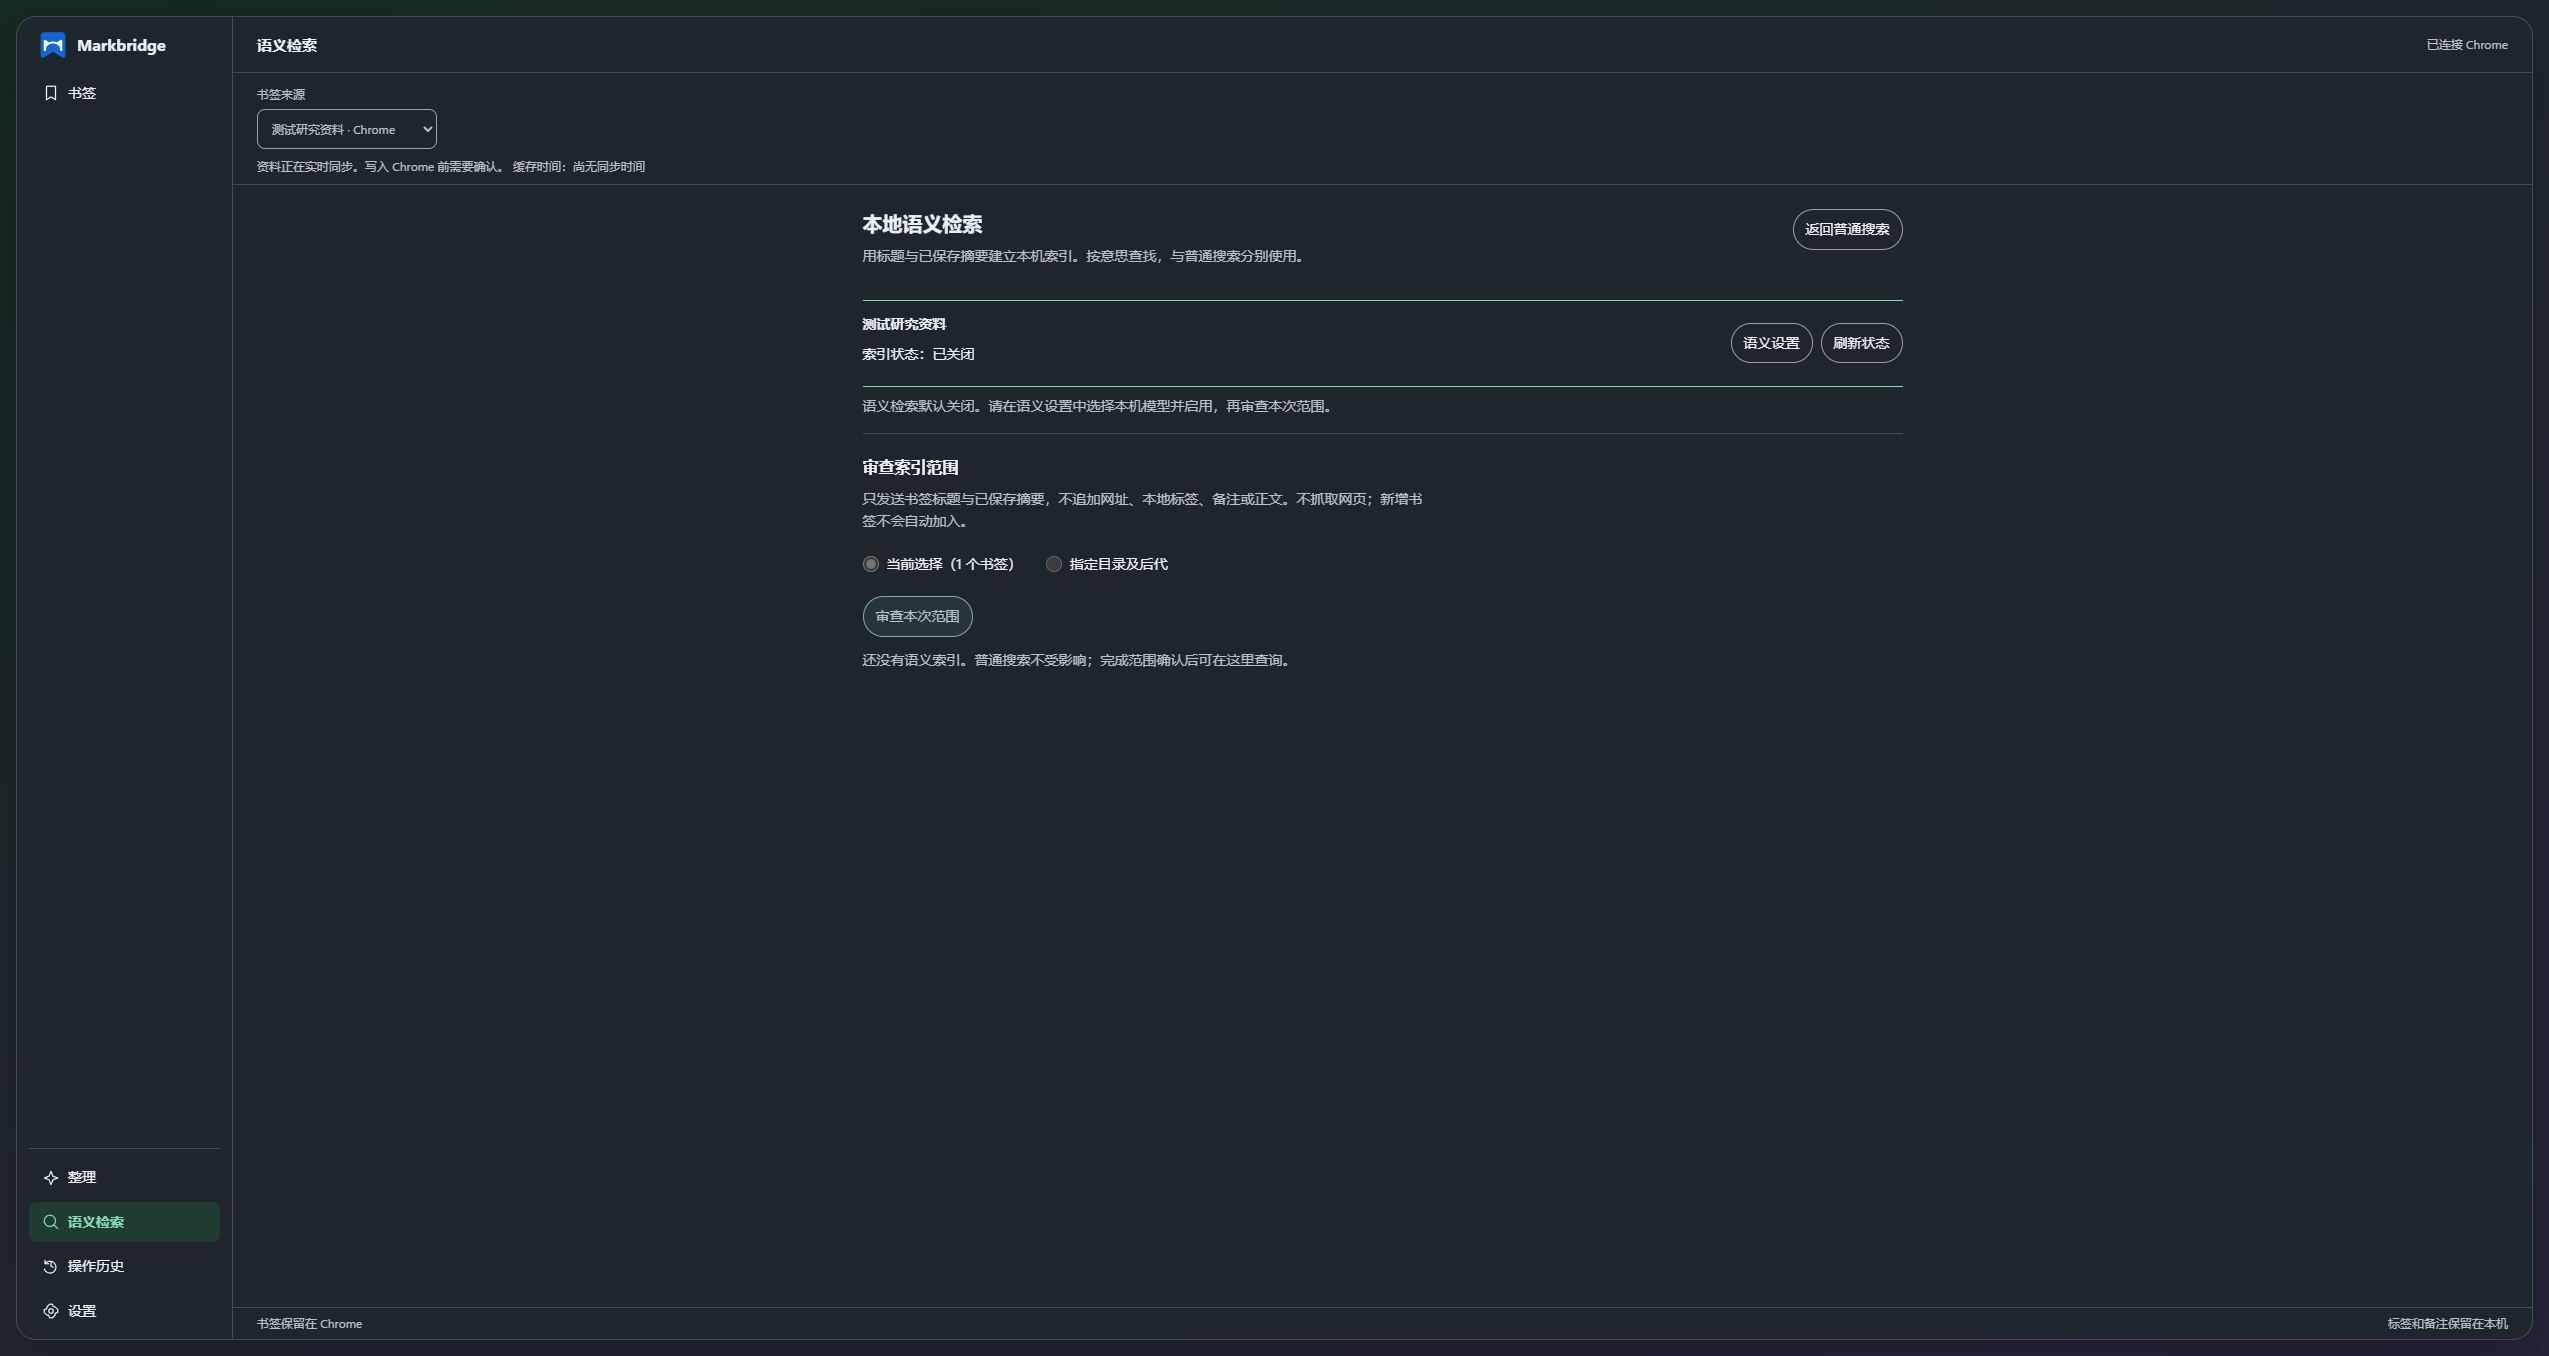 Markbridge
书签
语义检索
已连接 Chrome
书签来源
测试研究资料 · Chrome
资料正在实时同步。写入 Chrome 前需要确认。 缓存时间：尚无同步时间
本地语义检索
返回普通搜索
用标题与已保存摘要建立本机索引。按意思查找，与普通搜索分别使用。
测试研究资料
索引状态：已关闭
语义设置
刷新状态
语义检索默认关闭。请在语义设置中选择本机模型并启用，再审查本次范围。
审查索引范围
只发送书签标题与已保存摘要，不追加网址、本地标签、备注或正文。不抓取网页；新增书
签不会自动加入。
当前选择（1 个书签）
指定目录及后代
审查本次范围
还没有语义索引。普通搜索不受影响；完成范围确认后可在这里查询。
整理
语义检索
操作历史
设置
书签保留在 Chrome
标签和备注保留在本机